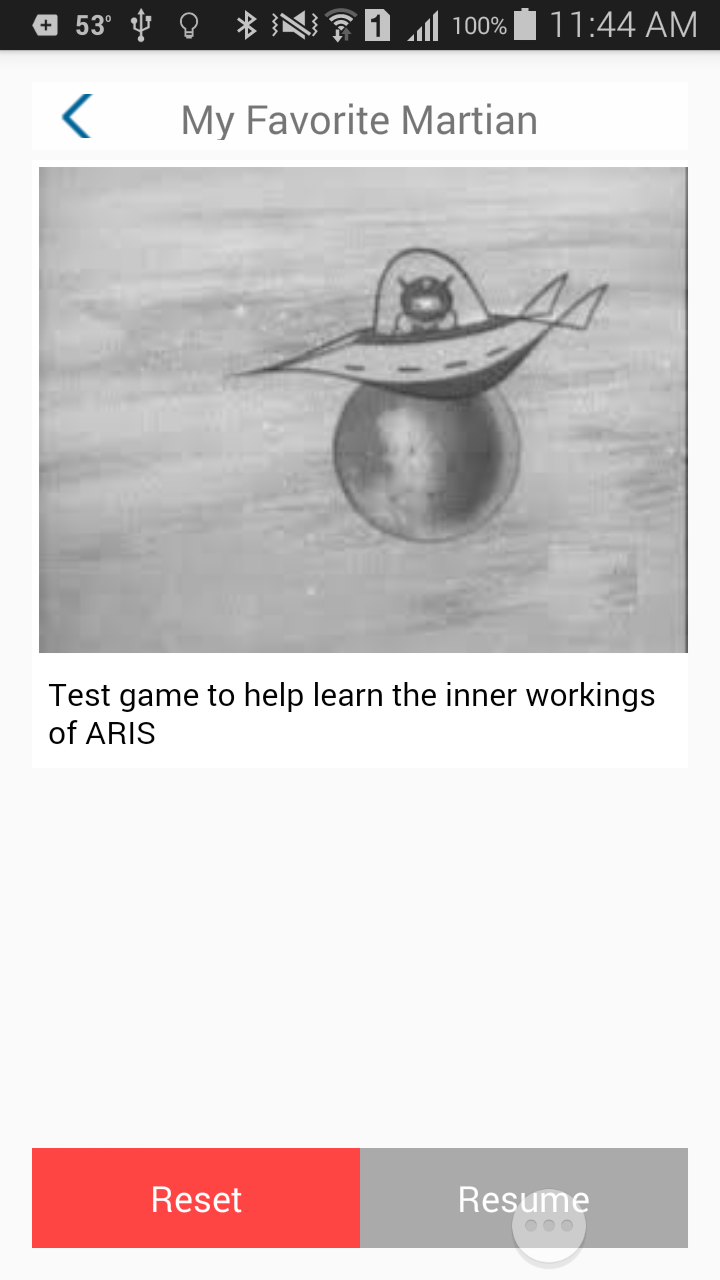 53°
1
100%
11:44 AM
My Favorite Martian
Test game to help learn the inner workings
of ARIS
Reset
Resume